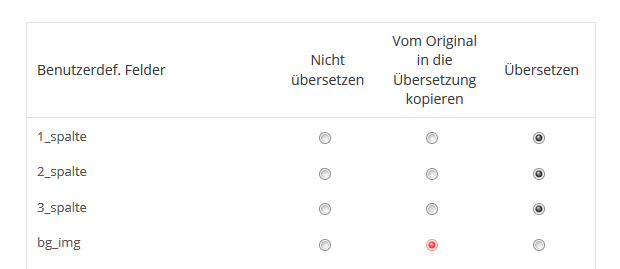 Benutzerdef. Felder
Nicht
übersetzen
Vom Original
in die
Übersetzung
kopieren
Übersetzen
1_spalte
2_spalte
3_spalte
bg_img